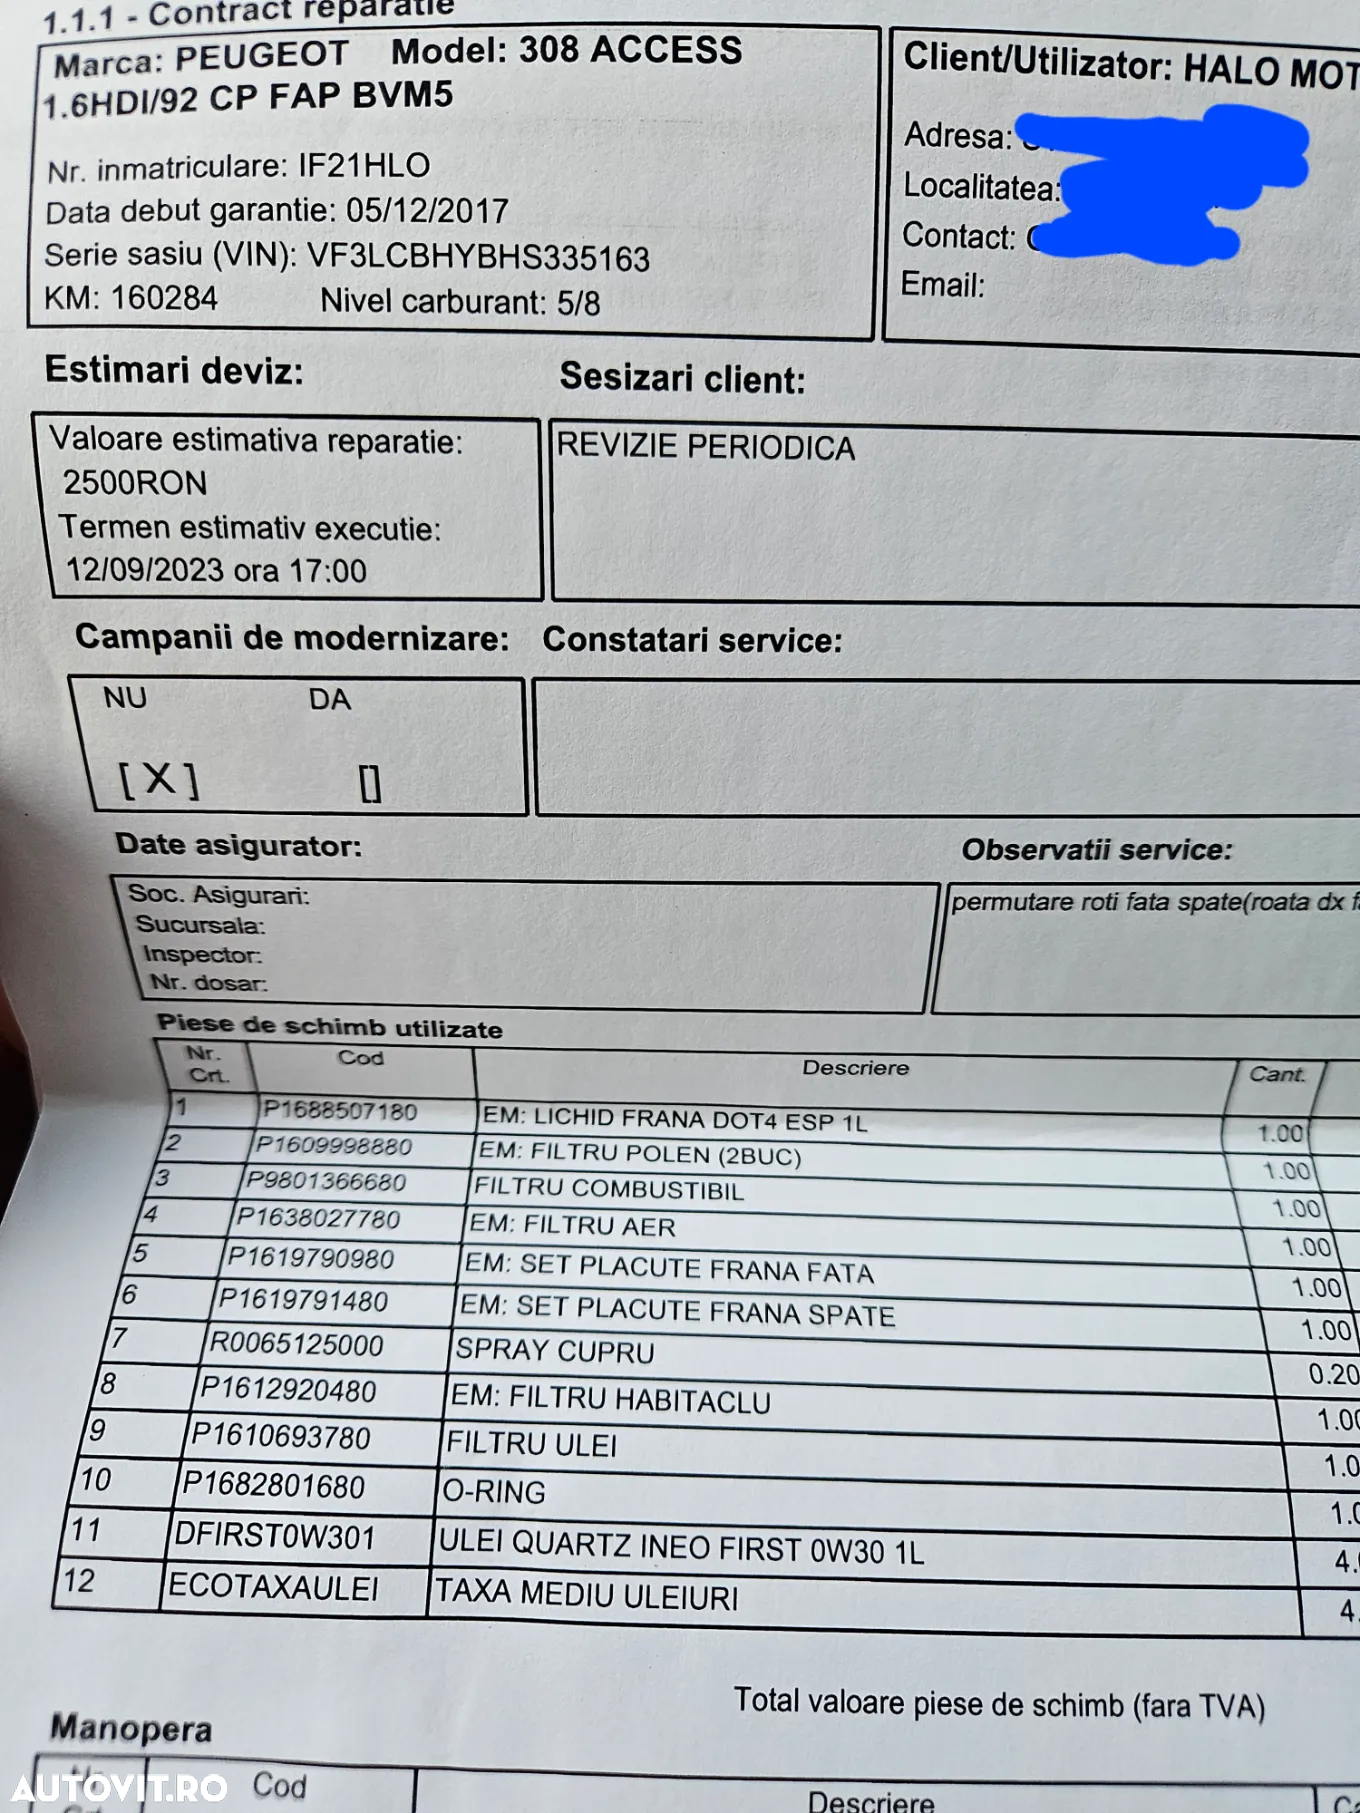 1.1.1 - Contract reparatie
Marca: PEUGEOT Model: 308 ACCESS
1.6HDI/92 CP FAP BVM5
Nr. inmatriculare: IF21HLO
Data debut garantie: 05/12/2017
Serie sasiu (VIN): VF3LCBHYBHS335163
KM: 160284 Nivel carburant: 5/8
Client/Utilizator: HALO MOT
Adresa:
Localitatea:
Contact:
Email:
Estimari deviz:
Valoare estimativa reparatie:
2500RON
Termen estimativ executie:
12/09/2023 ora 17:00
Sesizari client:
REVIZIE PERIODICA
Campanii de modernizare:
NU DA
[ X ] []
Constatari service:
Date asigurator:
Soc. Asigurari:
Sucursala:
Inspector:
Nr. dosar:
Observatii service:
permutare roti fata spate(roata dx f
Piese de schimb utilizate
Nr. Crt. Cod Descriere Cant.
1 P1688507180 EM: LICHID FRANA DOT4 ESP 1L 1.00
2 P1609998880 EM: FILTRU POLEN (2BUC) 1.00
3 P9801366680 FILTRU COMBUSTIBIL 1.00
4 P1638027780 EM: FILTRU AER 1.00
5 P1619790980 EM: SET PLACUTE FRANA FATA 1.00
6 P1619791480 EM: SET PLACUTE FRANA SPATE 1.00
7 R0065125000 SPRAY CUPRU 0.20
8 P1612920480 EM: FILTRU HABITACLU 1.00
9 P1610693780 FILTRU ULEI 1.0
10 P1682801680 O-RING 1.0
11 DFIRST0W301 ULEI QUARTZ INEO FIRST 0W30 1L 4.
12 ECOTAXAULEI TAXA MEDIU ULEIURI 4.
Total valoare piese de schimb (fara TVA)
Manopera
Cod Descriere
AUTOVIT.RO